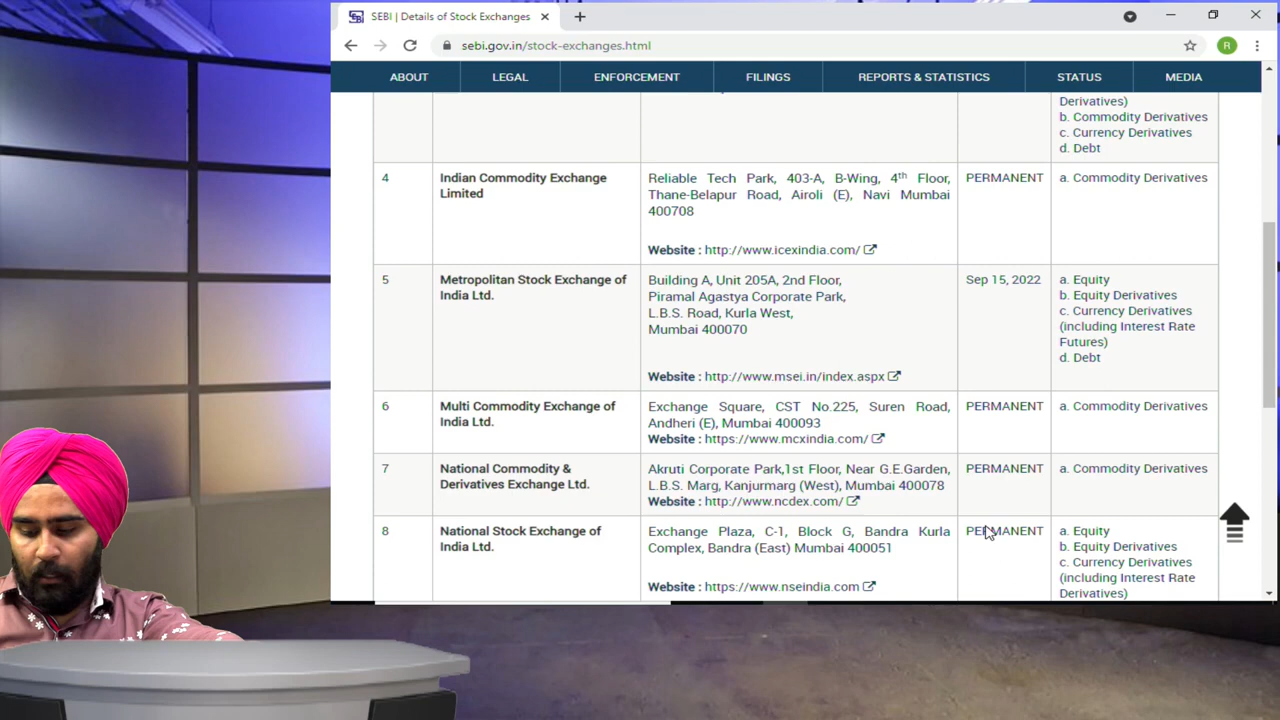 SEBI | Details of Stock Exchanges
sebi.gov.in/stock-exchanges.html
R
ABOUT
LEGAL
ENFORCEMENT
FILINGS
REPORTS & STATISTICS
STATUS
MEDIA
Derivatives)
b. Commodity Derivatives
c. Currency Derivatives
d. Debt
4
Indian Commodity Exchange
Limited
Reliable Tech Park, 403-A, B-Wing, 4th Floor,
Thane-Belapur Road, Airoli (E), Navi Mumbai
400708
Website : http://www.icexindia.com/
PERMANENT
a. Commodity Derivatives
5
Metropolitan Stock Exchange of
India Ltd.
Building A, Unit 205A, 2nd Floor,
Piramal Agastya Corporate Park,
L.B.S. Road, Kurla West,
Mumbai 400070
Website : http://www.msei.in/index.aspx
Sep 15, 2022
a. Equity
b. Equity Derivatives
c. Currency Derivatives
(including Interest Rate
Futures)
d. Debt
6
Multi Commodity Exchange of
India Ltd.
Exchange Square, CST No.225, Suren Road,
Andheri (E), Mumbai 400093
Website : https://www.mcxindia.com/
PERMANENT
a. Commodity Derivatives
7
National Commodity &
Derivatives Exchange Ltd.
Akruti Corporate Park,1st Floor, Near G.E.Garden,
L.B.S. Marg, Kanjurmarg (West), Mumbai 400078
Website : http://www.ncdex.com/
PERMANENT
a. Commodity Derivatives
8
National Stock Exchange of
India Ltd.
Exchange Plaza, C-1, Block G, Bandra Kurla
Complex, Bandra (East) Mumbai 400051
Website : https://www.nseindia.com
PERMANENT
a. Equity
b. Equity Derivatives
c. Currency Derivatives
(including Interest Rate
Derivatives)